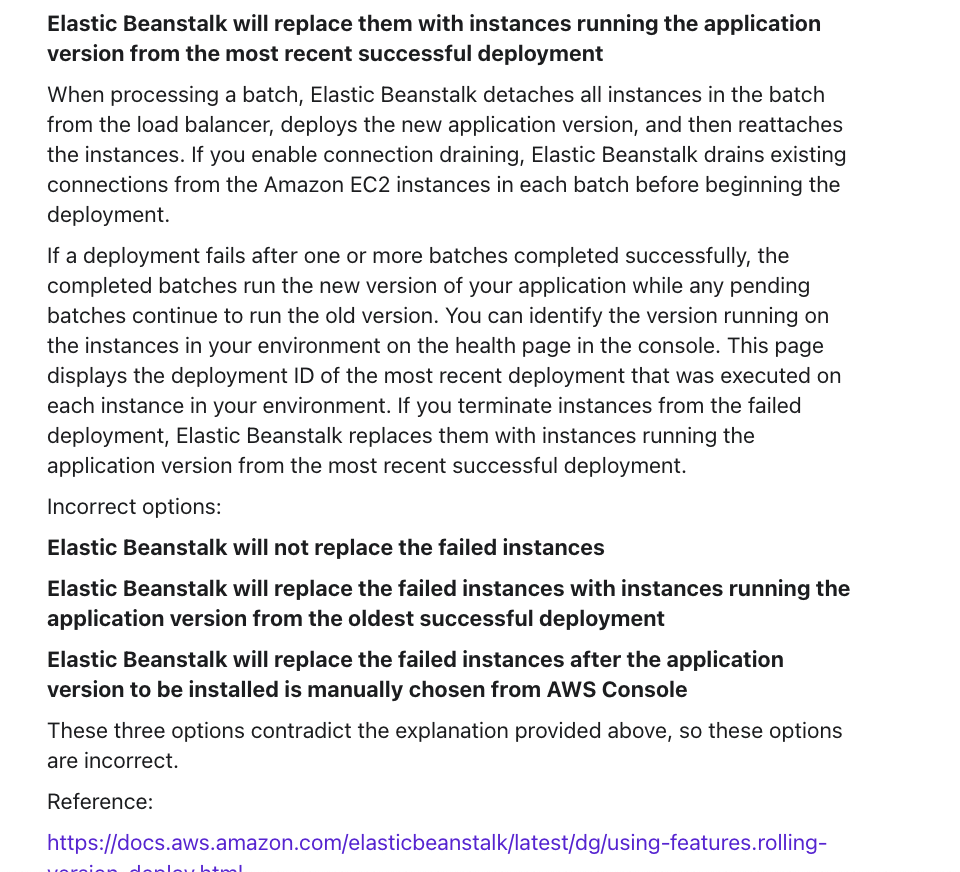 Elastic Beanstalk will replace them with instances running the application
version from the most recent successful deployment
When processing a batch, Elastic Beanstalk detaches all instances in the batch
from the load balancer, deploys the new application version, and then reattaches
the instances. If you enable connection draining, Elastic Beanstalk drains existing
connections from the Amazon EC2 instances in each batch before beginning the
deployment.
If a deployment fails after one or more batches completed successfully, the
completed batches run the new version of your application while any pending
batches continue to run the old version. You can identify the version running on
the instances in your environment on the health page in the console. This page
displays the deployment ID of the most recent deployment that was executed on
each instance in your environment. If you terminate instances from the failed
deployment, Elastic Beanstalk replaces them with instances running the
application version from the most recent successful deployment.
Incorrect options:
Elastic Beanstalk will not replace the failed instances
Elastic Beanstalk will replace the failed instances with instances running the
application version from the oldest successful deployment
Elastic Beanstalk will replace the failed instances after the application
version to be installed is manually chosen from AWS Console
These three options contradict the explanation provided above, so these options
are incorrect.
Reference:
https://docs.aws.amazon.com/elasticbeanstalk/latest/dg/using-features.rolling-
version-deploy.html